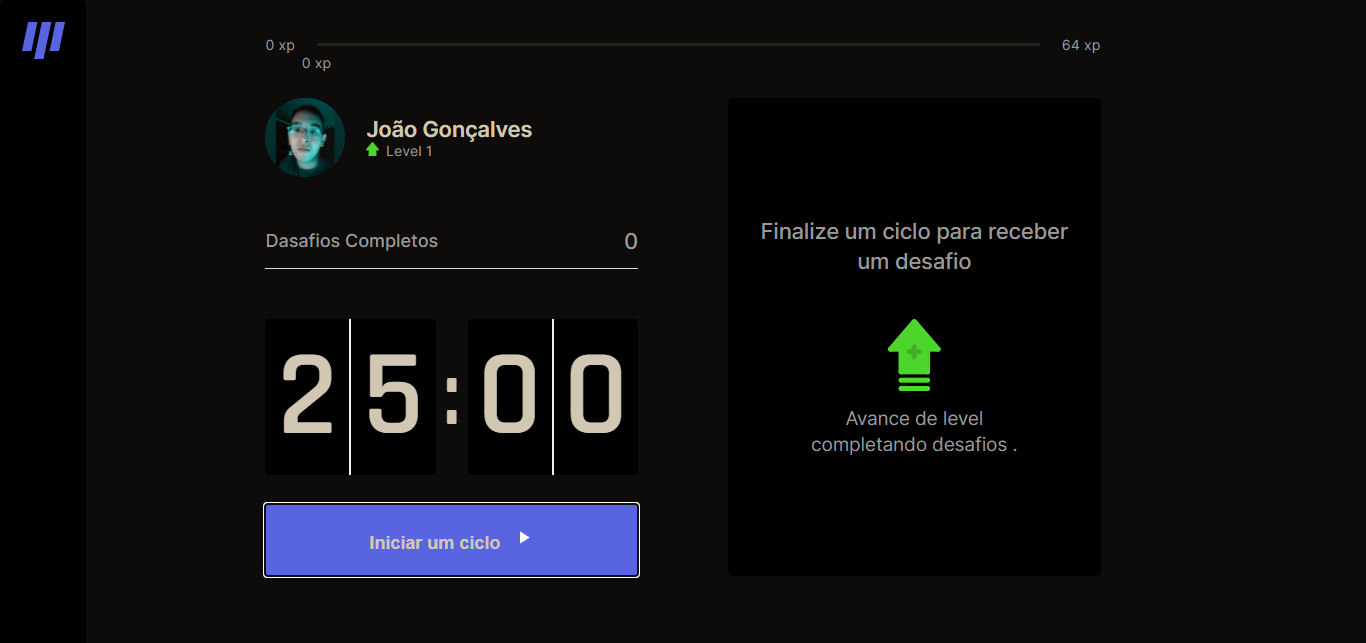 0 xp
64 xp
0 xp
João Gonçalves
Level 1
Dasafios Completos
0
25:00
Iniciar um ciclo
Finalize um ciclo para receber
um desafio
Avance de level
completando desafios .